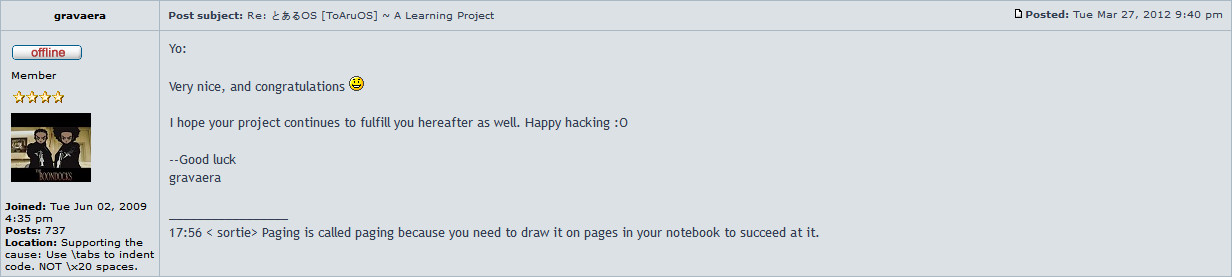 gravaera
Post subject: Re: とあるOS [ToAruOS] ~ A Learning Project
Posted: Tue Mar 27, 2012 9:40 pm
offline
Member
THE BOONDOCKS
Joined: Tue Jun 02, 2009
4:35 pm
Posts: 737
Location: Supporting the
cause: Use \tabs to indent
code. NOT \x20 spaces.
Yo:
Very nice, and congratulations
I hope your project continues to fulfill you hereafter as well. Happy hacking :O
--Good luck
gravaera
_________________
17:56 < sortie> Paging is called paging because you need to draw it on pages in your notebook to succeed at it.